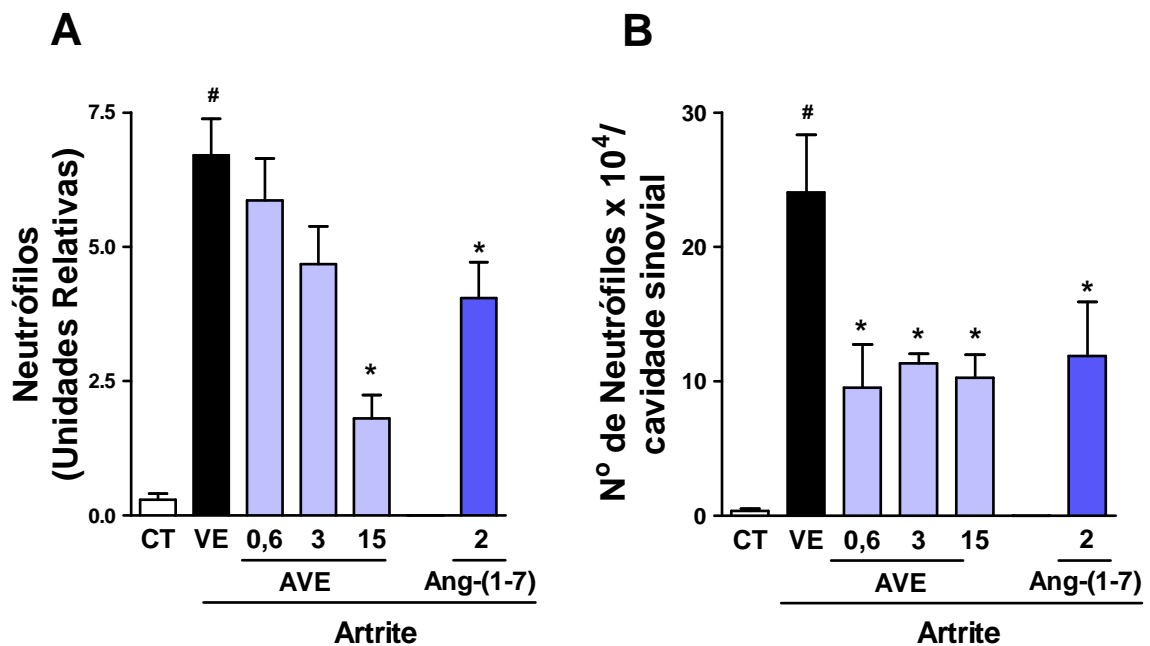 A
Neutrófilos
(Unidades Relativas)
7.5
5.0
2.5
0.0
#
*
*
CT VE 0,6 3 15 2
AVE Ang-(1-7)
Artrite
B
Nº de Neutrófilos x 10⁴/
cavidade sinovial
30
20
10
0
#
* * *
*
CT VE 0,6 3 15 2
AVE Ang-(1-7)
Artrite